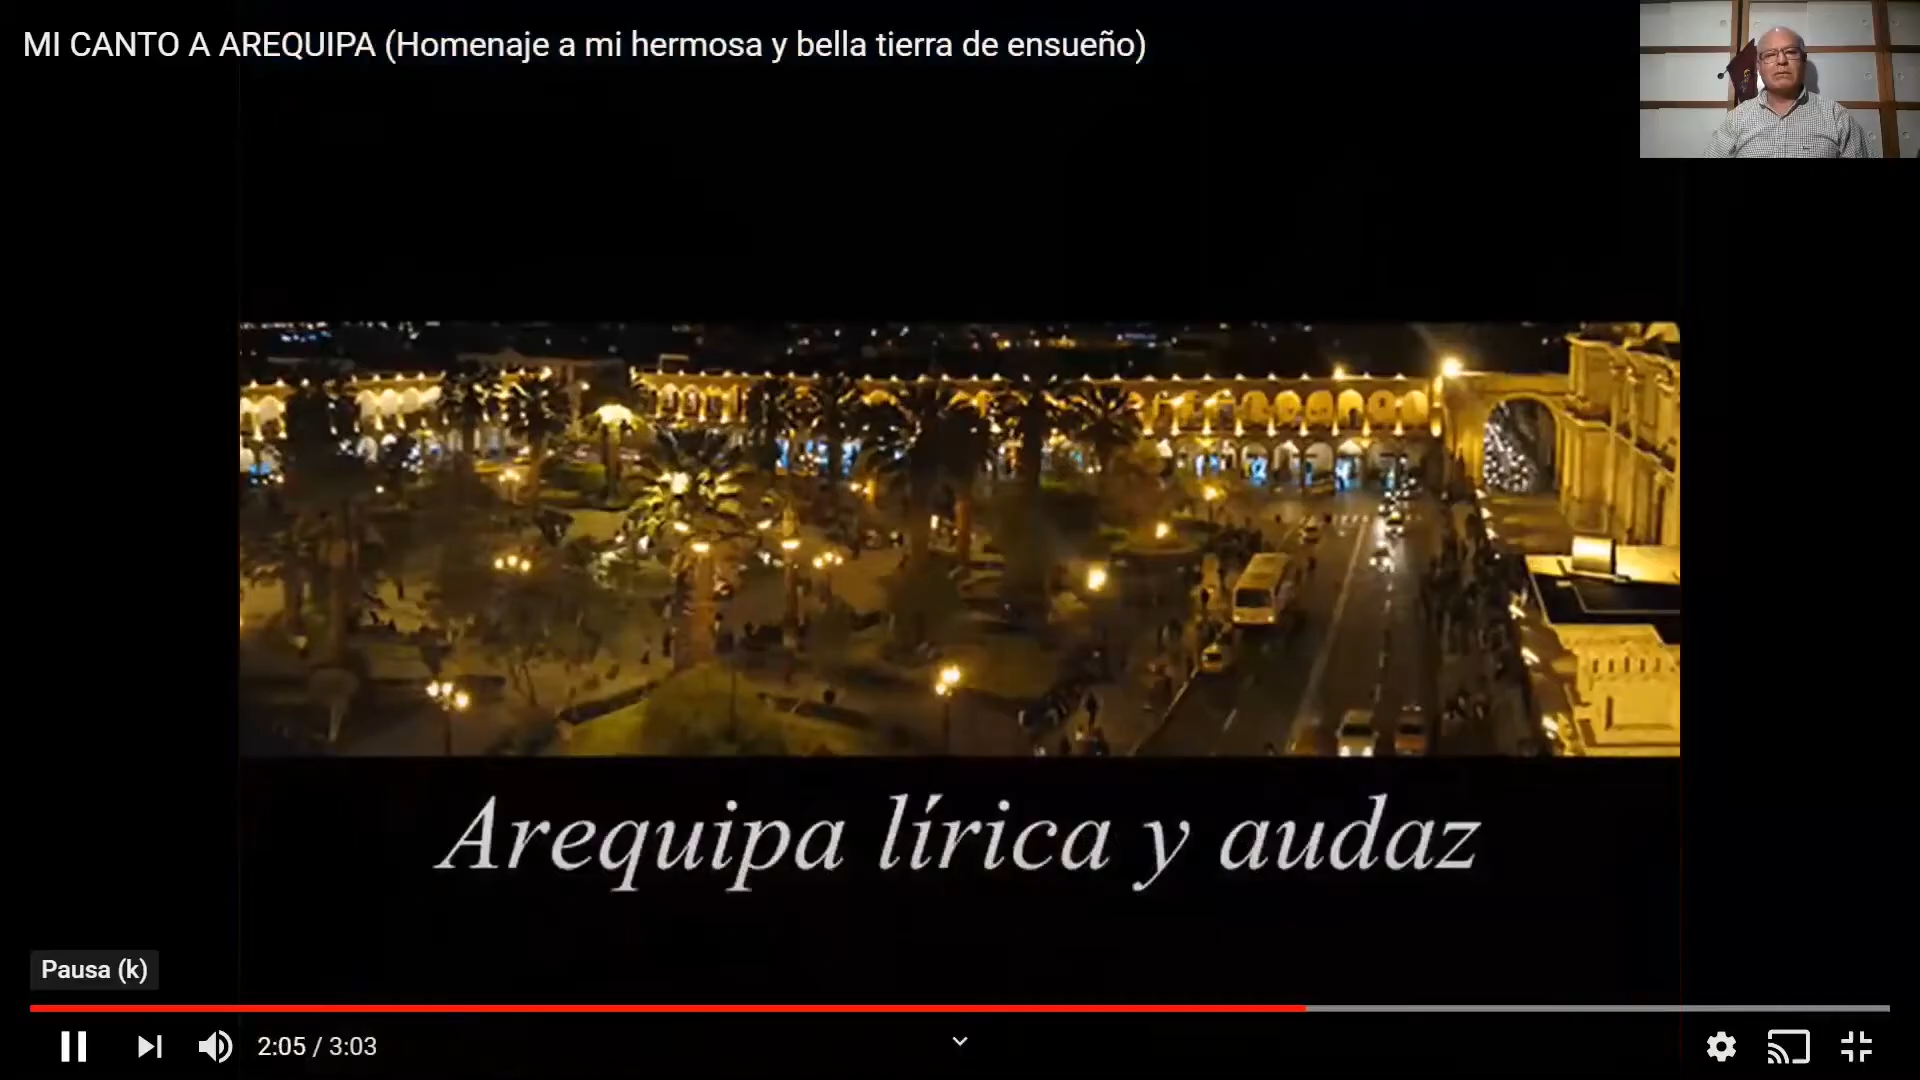 MI CANTO A AREQUIPA (Homenaje a mi hermosa y bella tierra de ensueño)
Arequipa lírica y audaz
Pausa (k)
2:05 / 3:03